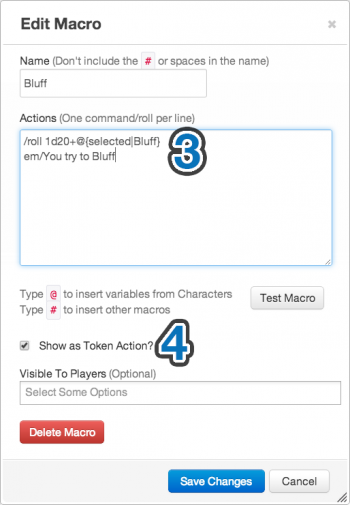 Edit Macro
×
Name (Don't include the # or spaces in the name)
Bluff
Actions (One command/roll per line)
/roll 1d20+@{selected|Bluff}
em/You try to Bluff
3
Type @ to insert variables from Characters
Type # to insert other macros
Test Macro
Show as Token Action?
4
Visible To Players (Optional)
Select Some Options
Delete Macro
Save Changes
Cancel